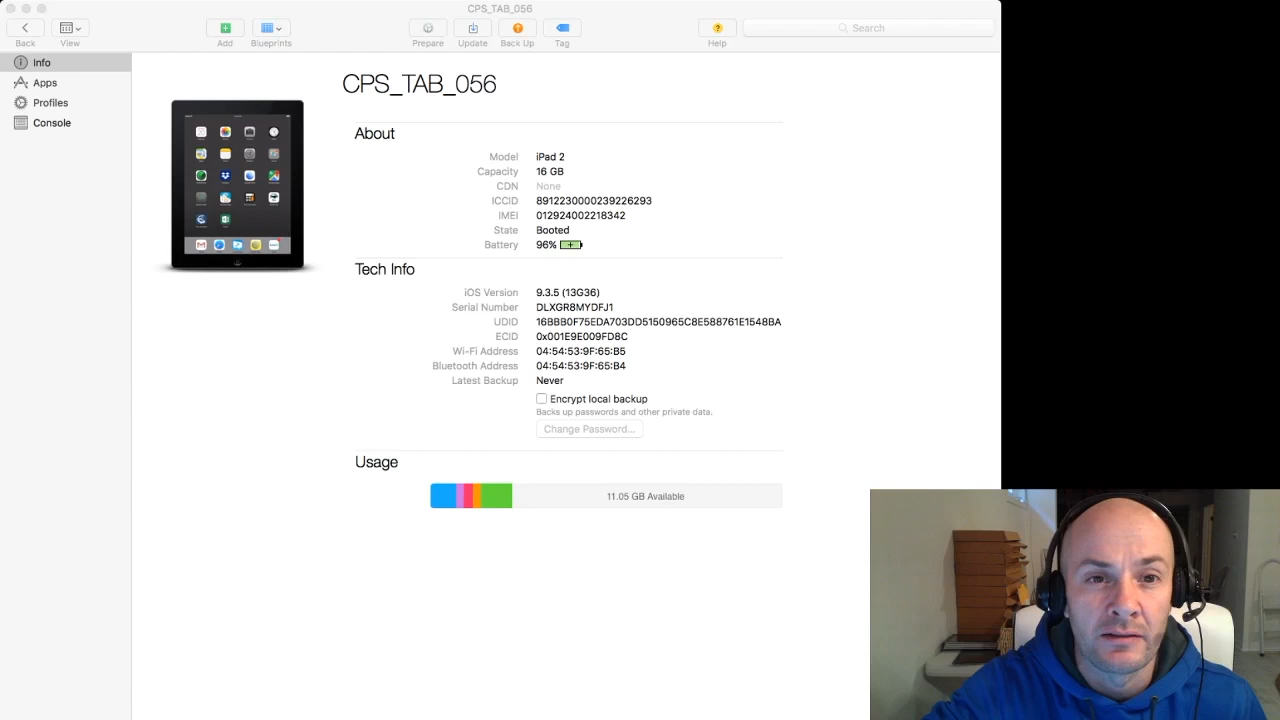 CPS_TAB_056
Back
View
Add
Blueprints
Prepare
Update
Back Up
Tag
Help
Search
Info
Apps
Profiles
Console
CPS_TAB_056
About
Model iPad 2
Capacity 16 GB
CDN None
ICCID 8912230000239226293
IMEI 012924002218342
State Booted
Battery 96%
Tech Info
iOS Version 9.3.5 (13G36)
Serial Number DLXGR8MYDFJ1
UDID 16BBB0F75EDA703DD5150965C8E588761E1548BA
ECID 0x001E9E009FD8C
Wi-Fi Address 04:54:53:9F:65:B5
Bluetooth Address 04:54:53:9F:65:B4
Latest Backup Never
Encrypt local backup
Backs up passwords and other private data.
Change Password...
Usage
11.05 GB Available